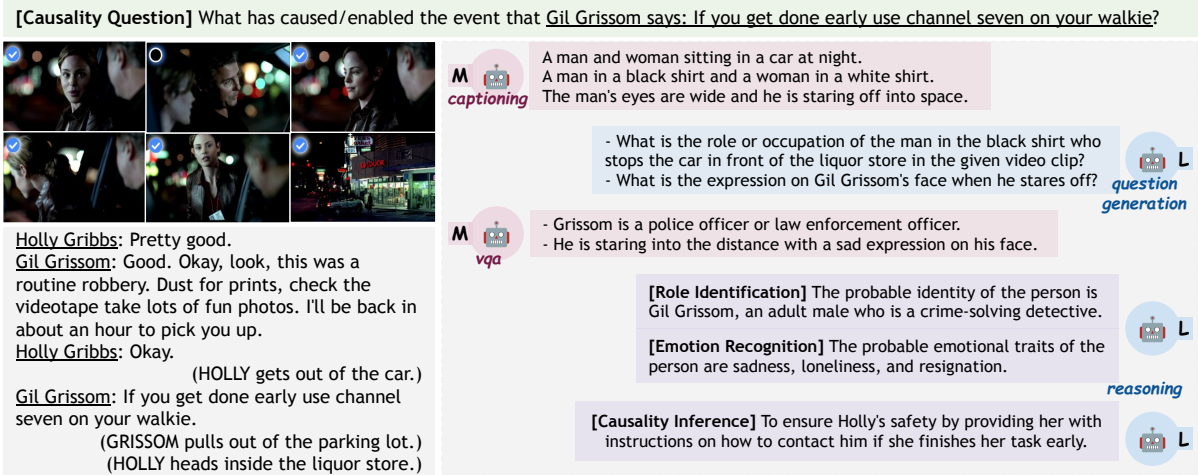 [Causality Question] What has caused/enabled the event that Gil Grissom says: If you get done early use channel seven on your walkie?
Holly Gribbs: Pretty good.
Gil Grissom: Good. Okay, look, this was a
routine robbery. Dust for prints, check the
videotape take lots of fun photos. I'll be back in
about an hour to pick you up.
Holly Gribbs: Okay.
(HOLLY gets out of the car.)
Gil Grissom: If you get done early use channel
seven on your walkie.
(GRISSOM pulls out of the parking lot.)
(HOLLY heads inside the liquor store.)
M
captioning
A man and woman sitting in a car at night.
A man in a black shirt and a woman in a white shirt.
The man's eyes are wide and he is staring off into space.
- What is the role or occupation of the man in the black shirt who
stops the car in front of the liquor store in the given video clip?
- What is the expression on Gil Grissom's face when he stares off?
L
question
generation
M
vqa
- Grissom is a police officer or law enforcement officer.
- He is staring into the distance with a sad expression on his face.
[Role Identification] The probable identity of the person is
Gil Grissom, an adult male who is a crime-solving detective.
[Emotion Recognition] The probable emotional traits of the
person are sadness, loneliness, and resignation.
L
reasoning
[Causality Inference] To ensure Holly's safety by providing her with
instructions on how to contact him if she finishes her task early.
L